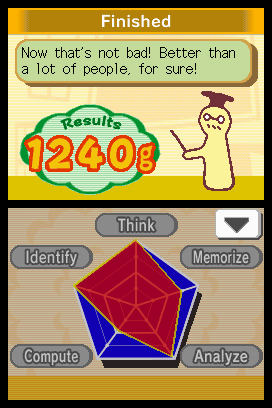 Finished
Now that's not bad! Better than
a lot of people, for sure!
Results
1240g
Think
Identify
Memorize
Compute
Analyze